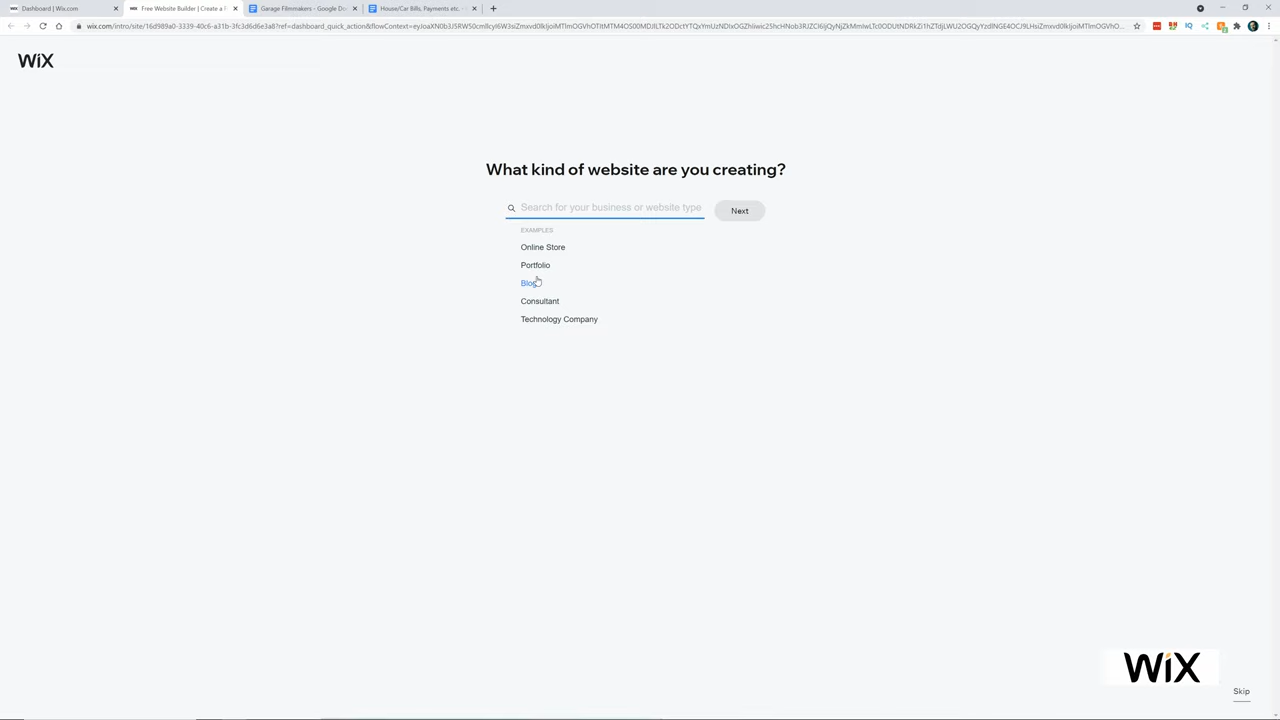 Dashboard | Wix.com
Free Website Builder | Create a F
Garage Filmmakers - Google Do
House/Car Bills, Payments etc. -
WiX
What kind of website are you creating?
Search for your business or website type
Next
EXAMPLES
Online Store
Portfolio
Blog
Consultant
Technology Company
WiX
Skip